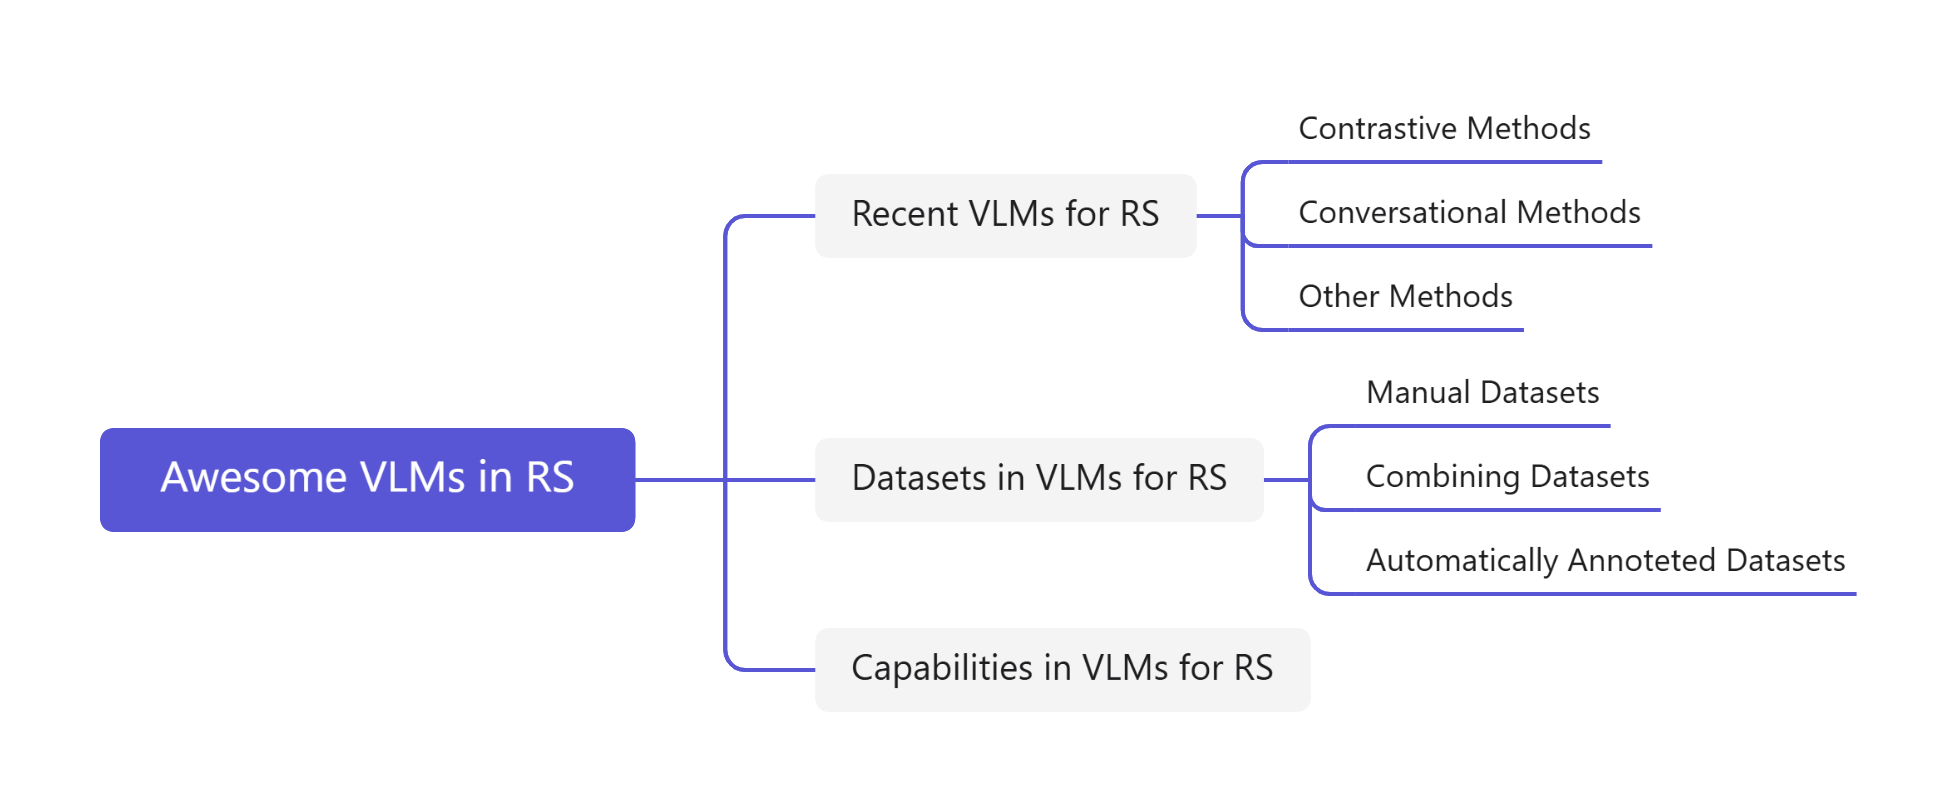 Awesome VLMs in RS
Recent VLMs for RS
Contrastive Methods
Conversational Methods
Other Methods
Datasets in VLMs for RS
Manual Datasets
Combining Datasets
Automatically Annoteted Datasets
Capabilities in VLMs for RS